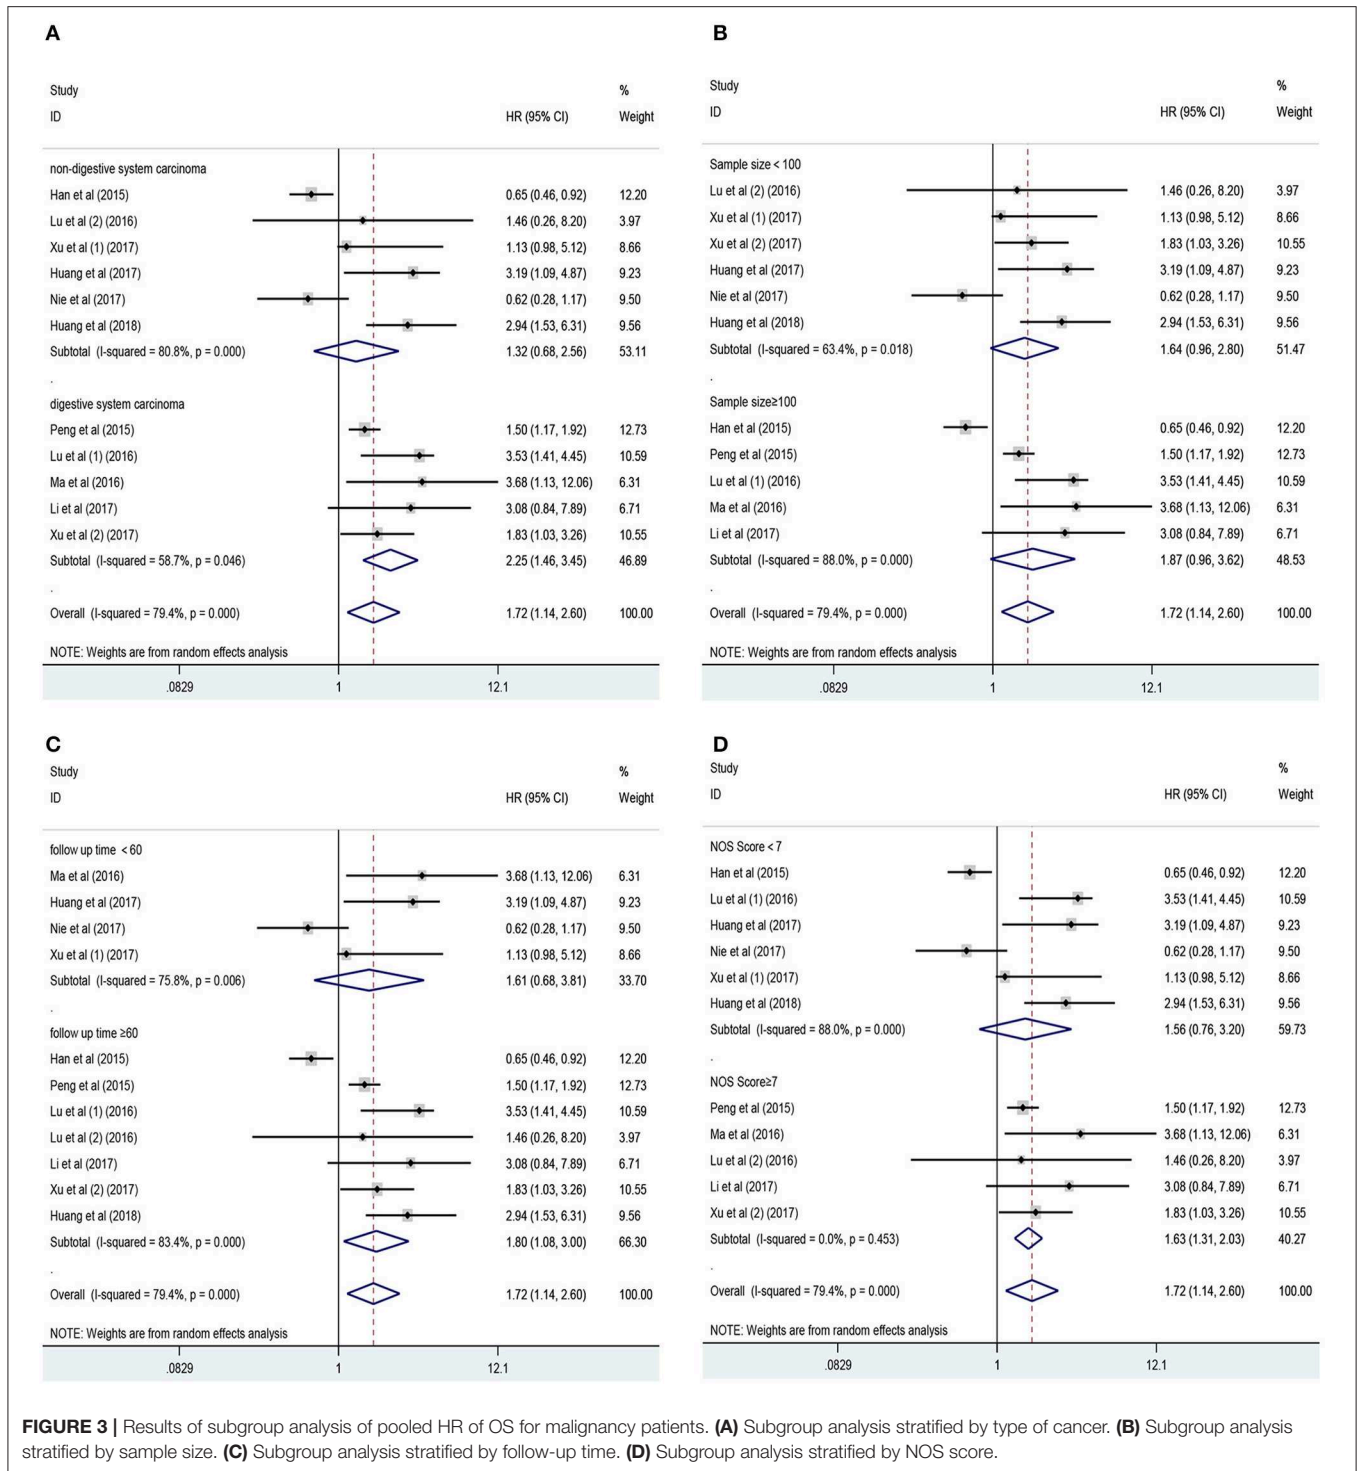 A
Study %
ID HR (95% CI) Weight
non-digestive system carcinoma
Han et al (2015) 0.65 (0.46, 0.92) 12.20
Lu et al (2) (2016) 1.46 (0.26, 8.20) 3.97
Xu et al (1) (2017) 1.13 (0.98, 5.12) 8.66
Huang et al (2017) 3.19 (1.09, 4.87) 9.23
Nie et al (2017) 0.62 (0.28, 1.17) 9.50
Huang et al (2018) 2.94 (1.53, 6.31) 9.56
Subtotal (I-squared = 80.8%, p = 0.000) 1.32 (0.68, 2.56) 53.11
.
digestive system carcinoma
Peng et al (2015) 1.50 (1.17, 1.92) 12.73
Lu et al (1) (2016) 3.53 (1.41, 4.45) 10.59
Ma et al (2016) 3.68 (1.13, 12.06) 6.31
Li et al (2017) 3.08 (0.84, 7.89) 6.71
Xu et al (2) (2017) 1.83 (1.03, 3.26) 10.55
Subtotal (I-squared = 58.7%, p = 0.046) 2.25 (1.46, 3.45) 46.89
.
Overall (I-squared = 79.4%, p = 0.000) 1.72 (1.14, 2.60) 100.00
NOTE: Weights are from random effects analysis
.0829 1 12.1
B
Study %
ID HR (95% CI) Weight
Sample size < 100
Lu et al (2) (2016) 1.46 (0.26, 8.20) 3.97
Xu et al (1) (2017) 1.13 (0.98, 5.12) 8.66
Xu et al (2) (2017) 1.83 (1.03, 3.26) 10.55
Huang et al (2017) 3.19 (1.09, 4.87) 9.23
Nie et al (2017) 0.62 (0.28, 1.17) 9.50
Huang et al (2018) 2.94 (1.53, 6.31) 9.56
Subtotal (I-squared = 63.4%, p = 0.018) 1.64 (0.96, 2.80) 51.47
.
Sample size≥100
Han et al (2015) 0.65 (0.46, 0.92) 12.20
Peng et al (2015) 1.50 (1.17, 1.92) 12.73
Lu et al (1) (2016) 3.53 (1.41, 4.45) 10.59
Ma et al (2016) 3.68 (1.13, 12.06) 6.31
Li et al (2017) 3.08 (0.84, 7.89) 6.71
Subtotal (I-squared = 88.0%, p = 0.000) 1.87 (0.96, 3.62) 48.53
.
Overall (I-squared = 79.4%, p = 0.000) 1.72 (1.14, 2.60) 100.00
NOTE: Weights are from random effects analysis
.0829 1 12.1
C
Study %
ID HR (95% CI) Weight
follow up time < 60
Ma et al (2016) 3.68 (1.13, 12.06) 6.31
Huang et al (2017) 3.19 (1.09, 4.87) 9.23
Nie et al (2017) 0.62 (0.28, 1.17) 9.50
Xu et al (1) (2017) 1.13 (0.98, 5.12) 8.66
Subtotal (I-squared = 75.8%, p = 0.006) 1.61 (0.68, 3.81) 33.70
.
follow up time ≥60
Han et al (2015) 0.65 (0.46, 0.92) 12.20
Peng et al (2015) 1.50 (1.17, 1.92) 12.73
Lu et al (1) (2016) 3.53 (1.41, 4.45) 10.59
Lu et al (2) (2016) 1.46 (0.26, 8.20) 3.97
Li et al (2017) 3.08 (0.84, 7.89) 6.71
Xu et al (2) (2017) 1.83 (1.03, 3.26) 10.55
Huang et al (2018) 2.94 (1.53, 6.31) 9.56
Subtotal (I-squared = 83.4%, p = 0.000) 1.80 (1.08, 3.00) 66.30
.
Overall (I-squared = 79.4%, p = 0.000) 1.72 (1.14, 2.60) 100.00
NOTE: Weights are from random effects analysis
.0829 1 12.1
D
Study %
ID HR (95% CI) Weight
NOS Score < 7
Han et al (2015) 0.65 (0.46, 0.92) 12.20
Lu et al (1) (2016) 3.53 (1.41, 4.45) 10.59
Huang et al (2017) 3.19 (1.09, 4.87) 9.23
Nie et al (2017) 0.62 (0.28, 1.17) 9.50
Xu et al (1) (2017) 1.13 (0.98, 5.12) 8.66
Huang et al (2018) 2.94 (1.53, 6.31) 9.56
Subtotal (I-squared = 88.0%, p = 0.000) 1.56 (0.76, 3.20) 59.73
.
NOS Score≥7
Peng et al (2015) 1.50 (1.17, 1.92) 12.73
Ma et al (2016) 3.68 (1.13, 12.06) 6.31
Lu et al (2) (2016) 1.46 (0.26, 8.20) 3.97
Li et al (2017) 3.08 (0.84, 7.89) 6.71
Xu et al (2) (2017) 1.83 (1.03, 3.26) 10.55
Subtotal (I-squared = 0.0%, p = 0.453) 1.63 (1.31, 2.03) 40.27
.
Overall (I-squared = 79.4%, p = 0.000) 1.72 (1.14, 2.60) 100.00
NOTE: Weights are from random effects analysis
.0829 1 12.1
FIGURE 3 | Results of subgroup analysis of pooled HR of OS for malignancy patients. (A) Subgroup analysis stratified by type of cancer. (B) Subgroup analysis
stratified by sample size. (C) Subgroup analysis stratified by follow-up time. (D) Subgroup analysis stratified by NOS score.